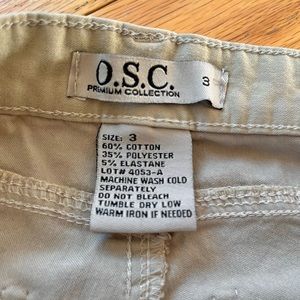 O.S.C.
PREMIUM COLLECTION
3
SIZE: 3
60% COTTON
35% POLYESTER
5% ELASTANE
LOT# 4053-A
MACHINE WASH COLD
SEPARATELY
DO NOT BLEACH
TUMBLE DRY LOW
WARM IRON IF NEEDED